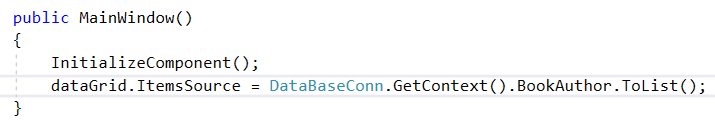 public MainWindow()
{
InitializeComponent();
dataGrid.ItemsSource = DataBaseConn.GetContext().BookAuthor.ToList();
}